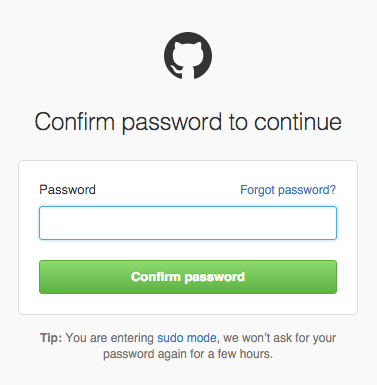 Confirm password to continue
Password Forgot password?
Confirm password
Tip: You are entering sudo mode, we won't ask for your
password again for a few hours.